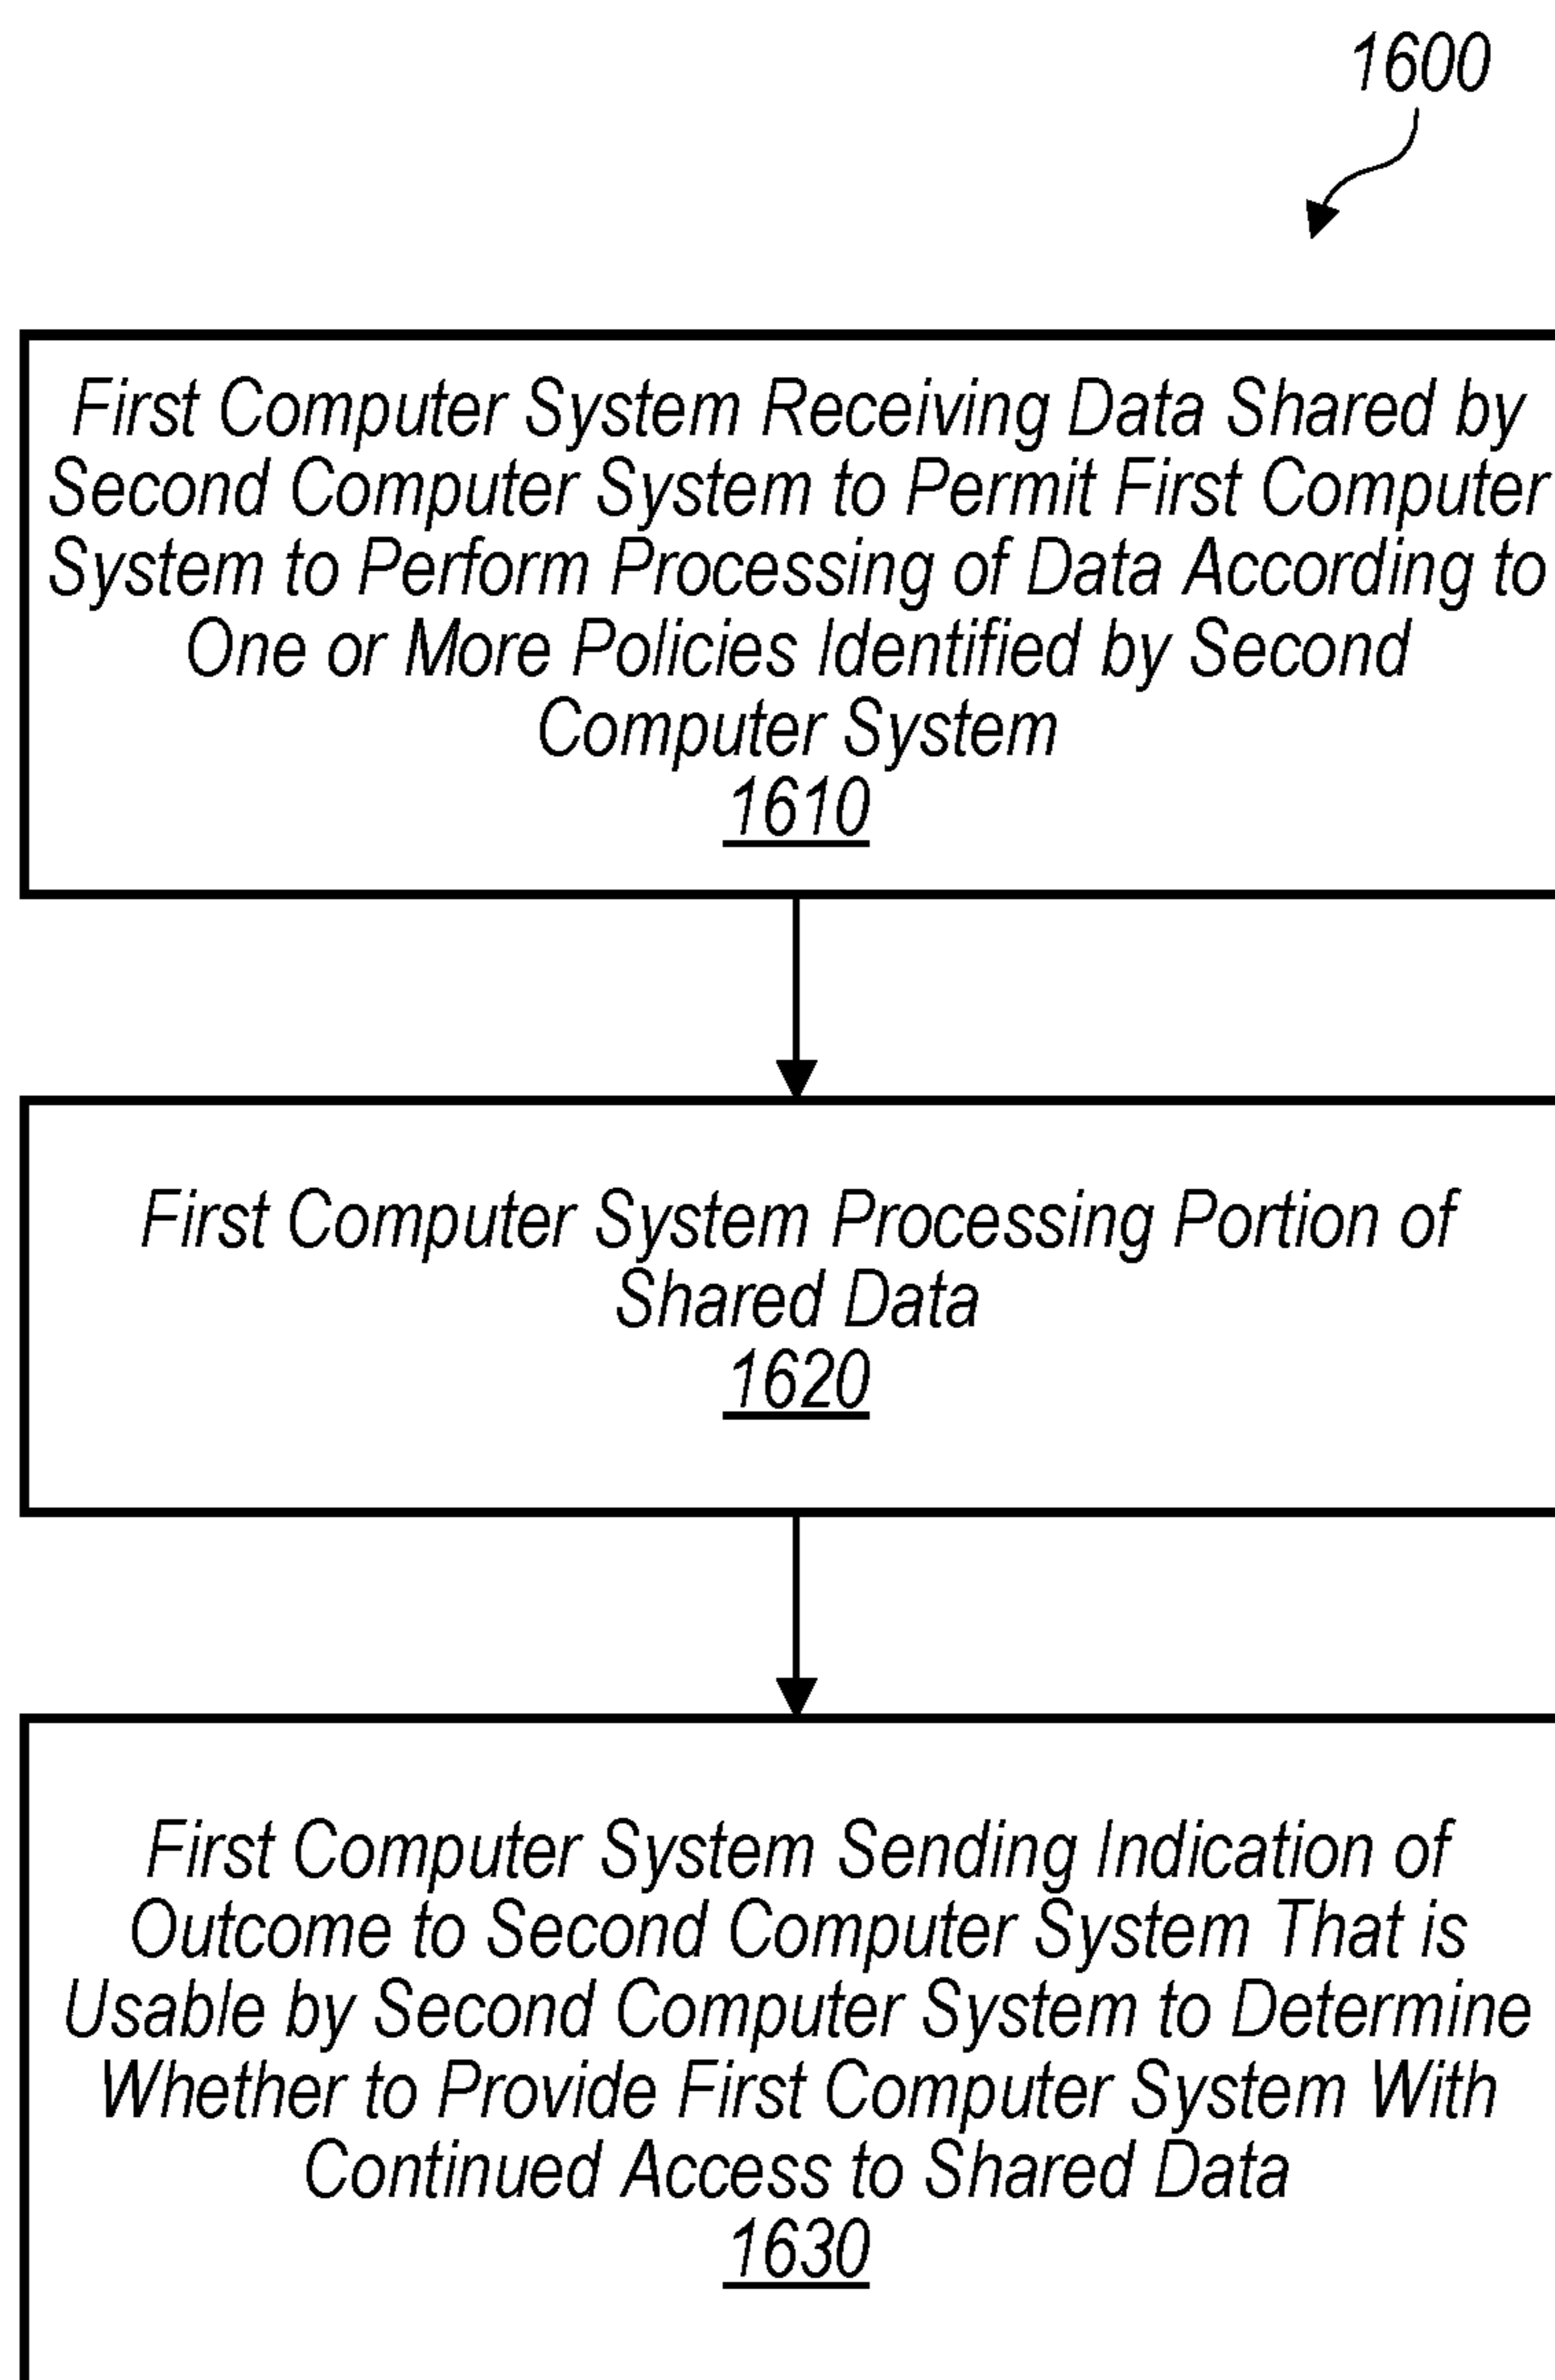 1600
First Computer System Receiving Data Shared by
Second Computer System to Permit First Computer
System to Perform Processing of Data According to
One or More Policies Identified by Second
Computer System
1610
First Computer System Processing Portion of
Shared Data
1620
First Computer System Sending Indication of
Outcome to Second Computer System That is
Usable by Second Computer System to Determine
Whether to Provide First Computer System With
Continued Access to Shared Data
1630